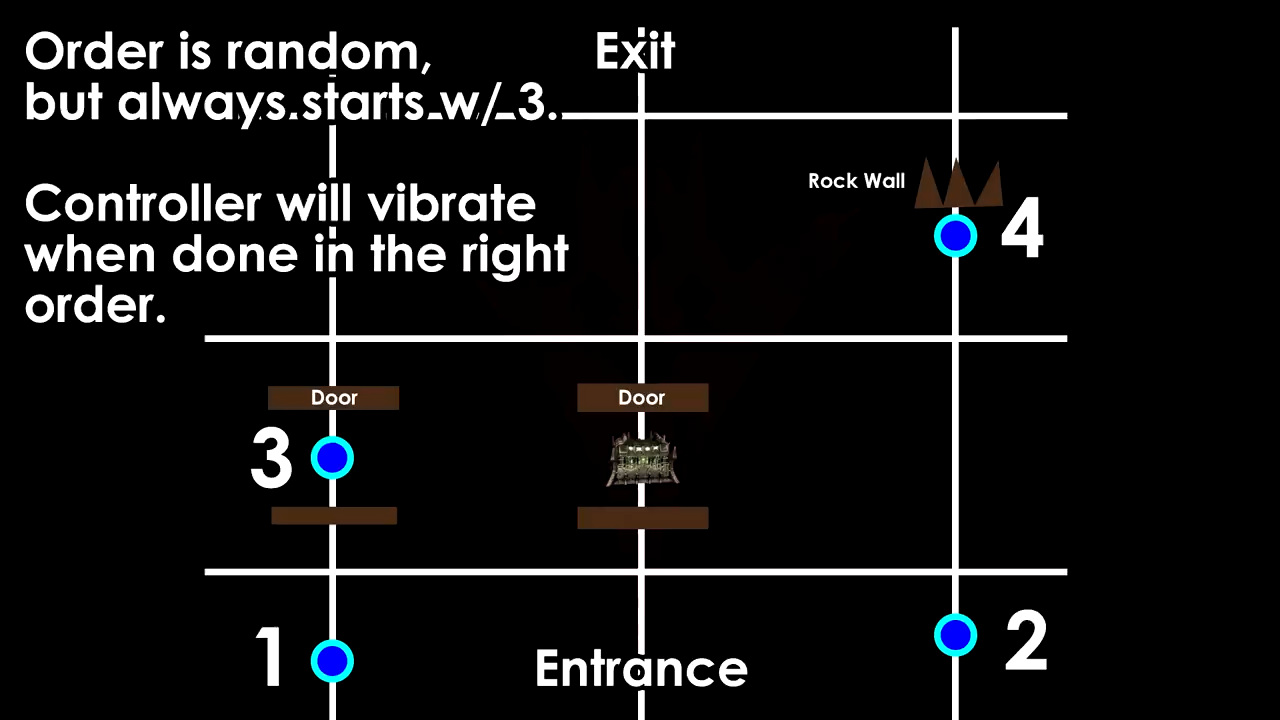 Order is random,
but always starts w/ 3.
Exit
Controller will vibrate
when done in the right
order.
Rock Wall
4
Door
Door
3
1
Entrance
2